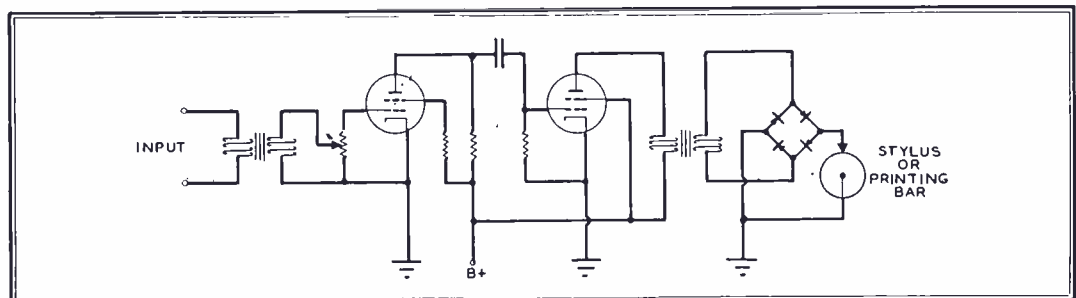 INPUT
B+
STYLUS
OR
PRINTING
BAR